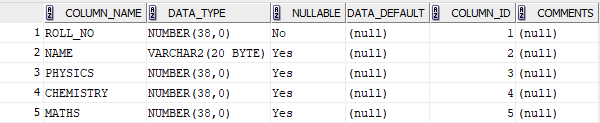 COLUMN_NAME DATA_TYPE NULLABLE DATA_DEFAULT COLUMN_ID COMMENTS
1 ROLL_NO NUMBER(38,0) No (null) 1 (null)
2 NAME VARCHAR2(20 BYTE) Yes (null) 2 (null)
3 PHYSICS NUMBER(38,0) Yes (null) 3 (null)
4 CHEMISTRY NUMBER(38,0) Yes (null) 4 (null)
5 MATHS NUMBER(38,0) Yes (null) 5 (null)